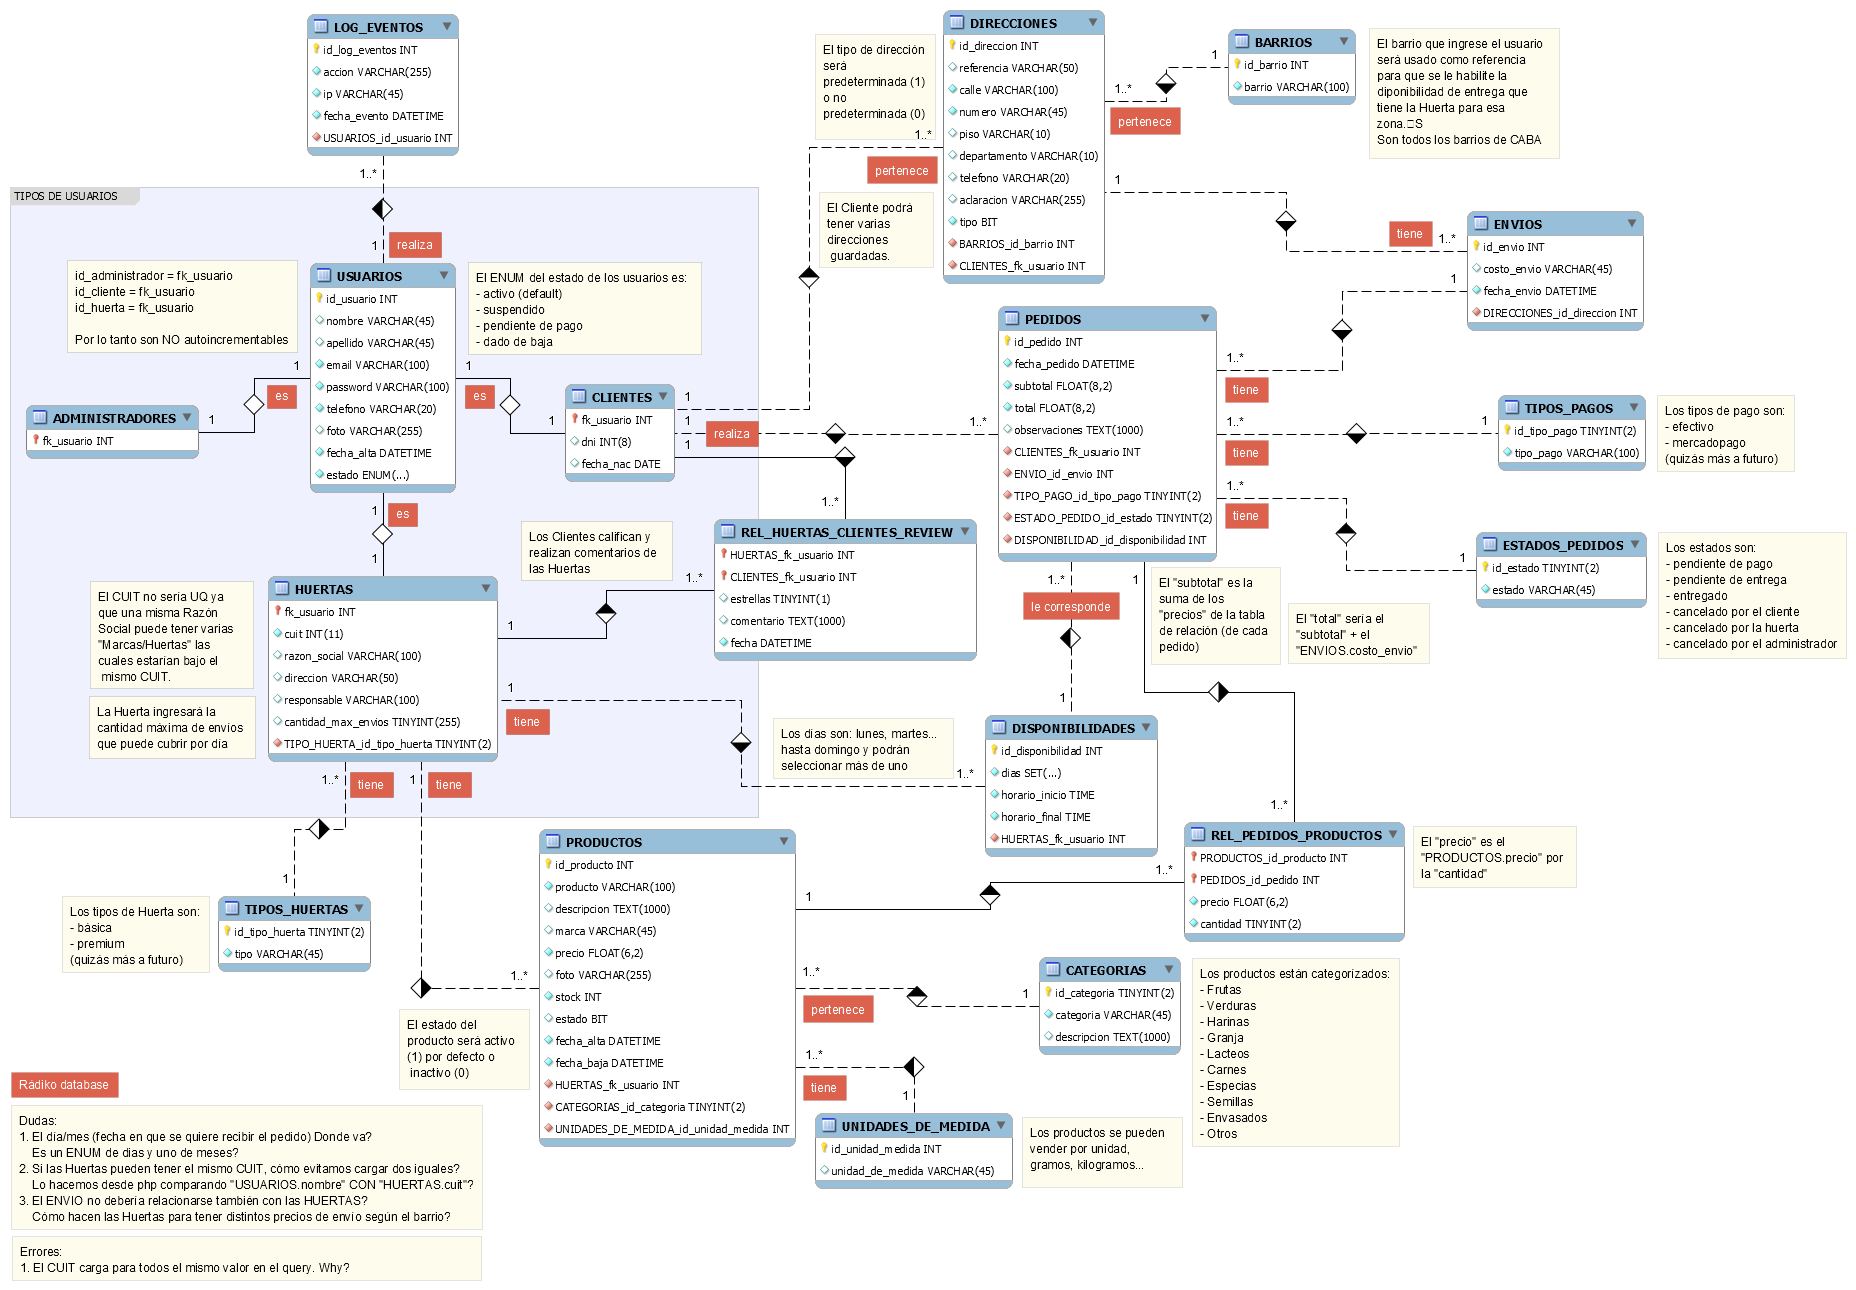 LOG_EVENTOS
id_log_eventos INT
accion VARCHAR(255)
ip VARCHAR(45)
fecha_evento DATETIME
USUARIOS_id_usuario INT
1..*
1
realiza
TIPOS DE USUARIOS
id_administrador = fk_usuario
id_cliente = fk_usuario
id_huerta = fk_usuario
Por lo tanto son NO autoincrementables
USUARIOS
id_usuario INT
nombre VARCHAR(45)
apellido VARCHAR(45)
email VARCHAR(100)
password VARCHAR(100)
telefono VARCHAR(20)
foto VARCHAR(255)
fecha_alta DATETIME
estado ENUM(...)
El ENUM del estado de los usuarios es:
- activo (default)
- suspendido
- pendiente de pago
- dado de baja
1
es
1
ADMINISTRADORES
fk_usuario INT
1
es
1
CLIENTES
fk_usuario INT
dni INT(8)
fecha_nac DATE
1
es
1
El tipo de dirección
será
predeterminada (1)
o no
predeterminada (0)
1..*
pertenece
El Cliente podrá
tener varias
direcciones
guardadas.
1
DIRECCIONES
id_direccion INT
referencia VARCHAR(50)
calle VARCHAR(100)
numero VARCHAR(45)
piso VARCHAR(10)
departamento VARCHAR(10)
telefono VARCHAR(20)
aclaracion VARCHAR(255)
tipo BIT
BARRIOS_id_barrio INT
CLIENTES_fk_usuario INT
1..*
pertenece
1
BARRIOS
id_barrio INT
barrio VARCHAR(100)
El barrio que ingrese el usuario
será usado como referencia
para que se le habilite la
diponibilidad de entrega que
tiene la Huerta para esa
zona.□S
Son todos los barrios de CABA
1
tiene
1..*
ENVIOS
id_envio INT
costo_envio VARCHAR(45)
fecha_envio DATETIME
DIRECCIONES_id_direccion INT
1
1..*
tiene
PEDIDOS
id_pedido INT
fecha_pedido DATETIME
subtotal FLOAT(8,2)
total FLOAT(8,2)
observaciones TEXT(1000)
CLIENTES_fk_usuario INT
ENVIO_id_envio INT
TIPO_PAGO_id_tipo_pago TINYINT(2)
ESTADO_PEDIDO_id_estado TINYINT(2)
DISPONIBILIDAD_id_disponibilidad INT
1
realiza
1..*
1..*
tiene
1
TIPOS_PAGOS
id_tipo_pago TINYINT(2)
tipo_pago VARCHAR(100)
Los tipos de pago son:
- efectivo
- mercadopago
(quizás más a futuro)
1..*
tiene
1
ESTADOS_PEDIDOS
id_estado TINYINT(2)
estado VARCHAR(45)
Los estados son:
- pendiente de pago
- pendiente de entrega
- entregado
- cancelado por el cliente
- cancelado por la huerta
- cancelado por el administrador
1
1..*
Los Clientes califican y
realizan comentarios de
las Huertas
REL_HUERTAS_CLIENTES_REVIEW
HUERTAS_fk_usuario INT
CLIENTES_fk_usuario INT
estrellas TINYINT(1)
comentario TEXT(1000)
fecha DATETIME
1..*
1
El CUIT no sería UQ ya
que una misma Razón
Social puede tener varias
"Marcas/Huertas" las
cuales estarían bajo el
mismo CUIT.
La Huerta ingresará la
cantidad máxima de envíos
que puede cubrir por día
HUERTAS
fk_usuario INT
cuit INT(11)
razon_social VARCHAR(100)
direccion VARCHAR(50)
responsable VARCHAR(100)
cantidad_max_envios TINYINT(255)
TIPO_HUERTA_id_tipo_huerta TINYINT(2)
1
tiene
1..*
Los días son: lunes, martes...
hasta domingo y podrán
seleccionar más de uno
1..*
le corresponde
1
DISPONIBILIDADES
id_disponibilidad INT
dias SET(...)
horario_inicio TIME
horario_final TIME
HUERTAS_fk_usuario INT
1
El "subtotal" es la
suma de los
"precios" de la tabla
de relación (de cada
pedido)
El "total" sería el
"subtotal" + el
"ENVIOS.costo_envio"
1..*
REL_PEDIDOS_PRODUCTOS
PRODUCTOS_id_producto INT
PEDIDOS_id_pedido INT
precio FLOAT(6,2)
cantidad TINYINT(2)
El "precio" es el
"PRODUCTOS.precio" por
la "cantidad"
1..*
tiene
1
TIPOS_HUERTAS
id_tipo_huerta TINYINT(2)
tipo VARCHAR(45)
Los tipos de Huerta son:
- básica
- premium
(quizás más a futuro)
1
tiene
1..*
El estado del
producto será activo
(1) por defecto o
inactivo (0)
PRODUCTOS
id_producto INT
producto VARCHAR(100)
descripcion TEXT(1000)
marca VARCHAR(45)
precio FLOAT(6,2)
foto VARCHAR(255)
stock INT
estado BIT
fecha_alta DATETIME
fecha_baja DATETIME
HUERTAS_fk_usuario INT
CATEGORIAS_id_categoria TINYINT(2)
UNIDADES_DE_MEDIDA_id_unidad_medida INT
1
1..*
1..*
pertenece
1
CATEGORIAS
id_categoria TINYINT(2)
categoria VARCHAR(45)
descripcion TEXT(1000)
Los productos están categorizados:
- Frutas
- Verduras
- Harinas
- Granja
- Lacteos
- Carnes
- Especias
- Semillas
- Envasados
- Otros
1..*
tiene
1
UNIDADES_DE_MEDIDA
id_unidad_medida INT
unidad_de_medida VARCHAR(45)
Los productos se pueden
vender por unidad,
gramos, kilogramos...
Rádiko database
Dudas:
1. El día/mes (fecha en que se quiere recibir el pedido) Donde va?
Es un ENUM de días y uno de meses?
2. Si las Huertas pueden tener el mismo CUIT, cómo evitamos cargar dos iguales?
Lo hacemos desde php comparando "USUARIOS.nombre" CON "HUERTAS.cuit"?
3. El ENVIO no debería relacionarse también con las HUERTAS?
Cómo hacen las Huertas para tener distintos precios de envío según el barrio?
Errores:
1. El CUIT carga para todos el mismo valor en el query. Why?